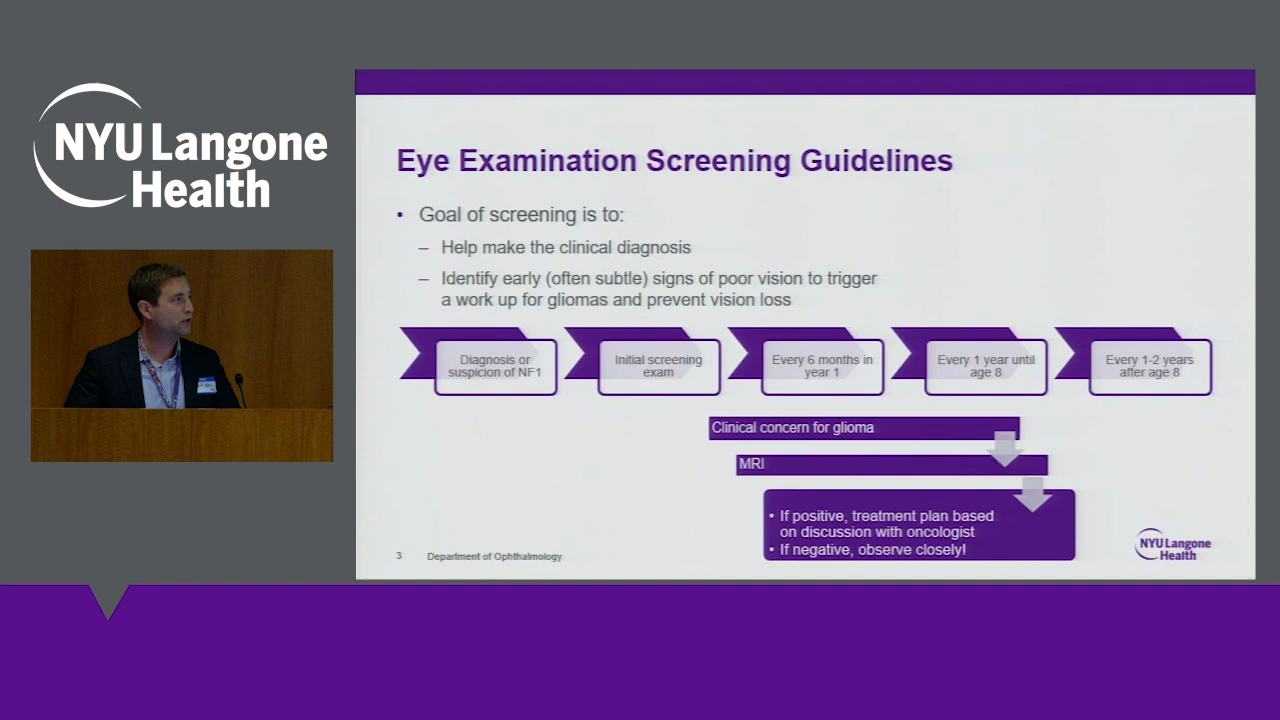 NYU Langone
Health
Eye Examination Screening Guidelines
• Goal of screening is to:
– Help make the clinical diagnosis
– Identify early (often subtle) signs of poor vision to trigger
a work up for gliomas and prevent vision loss
Diagnosis or
suspicion of NF1
Initial screening
exam
Every 6 months in
year 1
Every 1 year until
age 8
Every 1-2 years
after age 8
Clinical concern for glioma
MRI
• If positive, treatment plan based
on discussion with oncologist
• If negative, observe closely!
3 Department of Ophthalmology
NYU Langone
Health